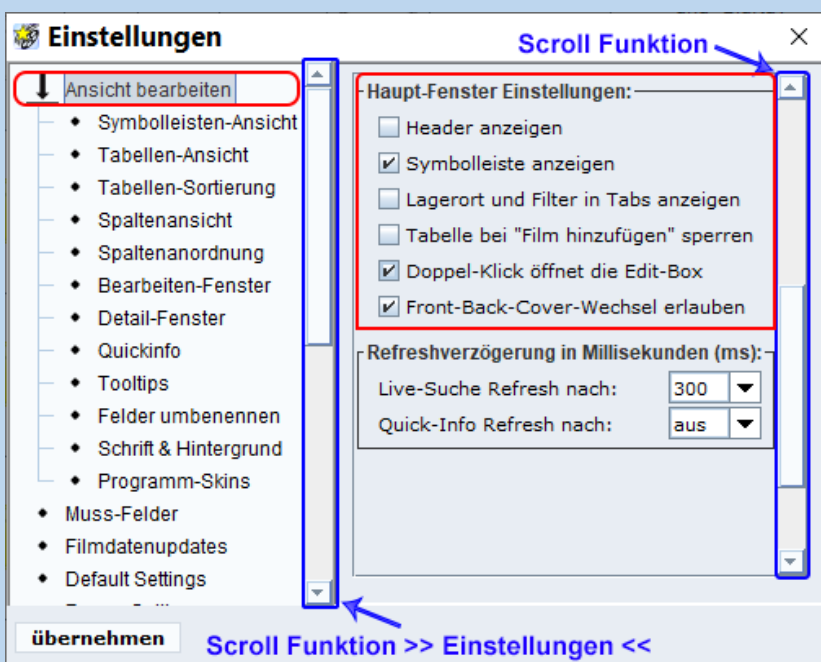 Einstellungen
Scroll Funktion
Ansicht bearbeiten
Symbolleisten-Ansicht
Tabellen-Ansicht
Tabellen-Sortierung
Spaltenansicht
Spaltenanordnung
Bearbeiten-Fenster
Detail-Fenster
Quickinfo
Tooltips
Felder umbenennen
Schrift & Hintergrund
Programm-Skins
Muss-Felder
Filmdatenupdates
Default Settings
Haupt-Fenster Einstellungen:
Header anzeigen
Symbolleiste anzeigen
Lagerort und Filter in Tabs anzeigen
Tabelle bei "Film hinzufügen" sperren
Doppel-Klick öffnet die Edit-Box
Front-Back-Cover-Wechsel erlauben
Refreshverzögerung in Millisekunden (ms):
Live-Suche Refresh nach: 300
Quick-Info Refresh nach: aus
übernehmen
Scroll Funktion >> Einstellungen <<